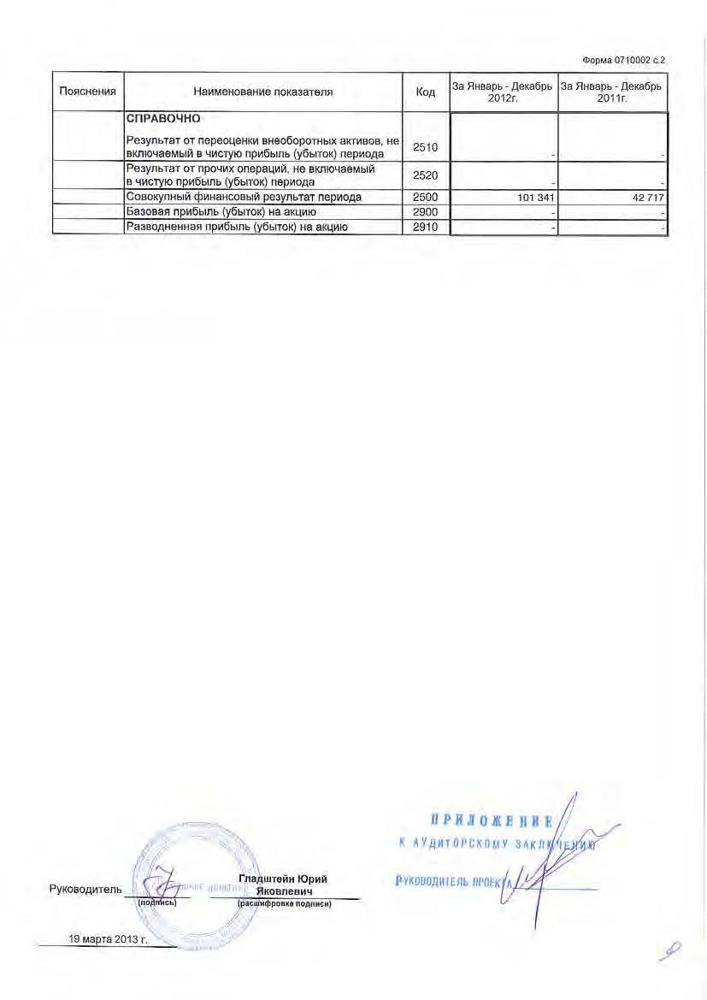 Форма 0710002 с.2
Пояснения Наименование показателя Код За Январь - Декабрь 2012г. За Январь - Декабрь 2011г.
СПРАВОЧНО
Результат от переоценки внеоборотных активов, не
включаемый в чистую прибыль (убыток) периода 2510 - -
Результат от прочих операций, не включаемый
в чистую прибыль (убыток) периода 2520 - -
Совокупный финансовый результат периода 2500 101 341 42 717
Базовая прибыль (убыток) на акцию 2900 - -
Разводненная прибыль (убыток) на акцию 2910 - -
ПРИЛОЖЕНИЕ
К АУДИТОРСКОМУ ЗАКЛЮЧЕНИЮ
РУКОВОДИТЕЛЬ ПРОЕКТА
Гладштейн Юрий
Руководитель Яковлевич
(подпись) (расшифровка подписи)
19 марта 2013 г.